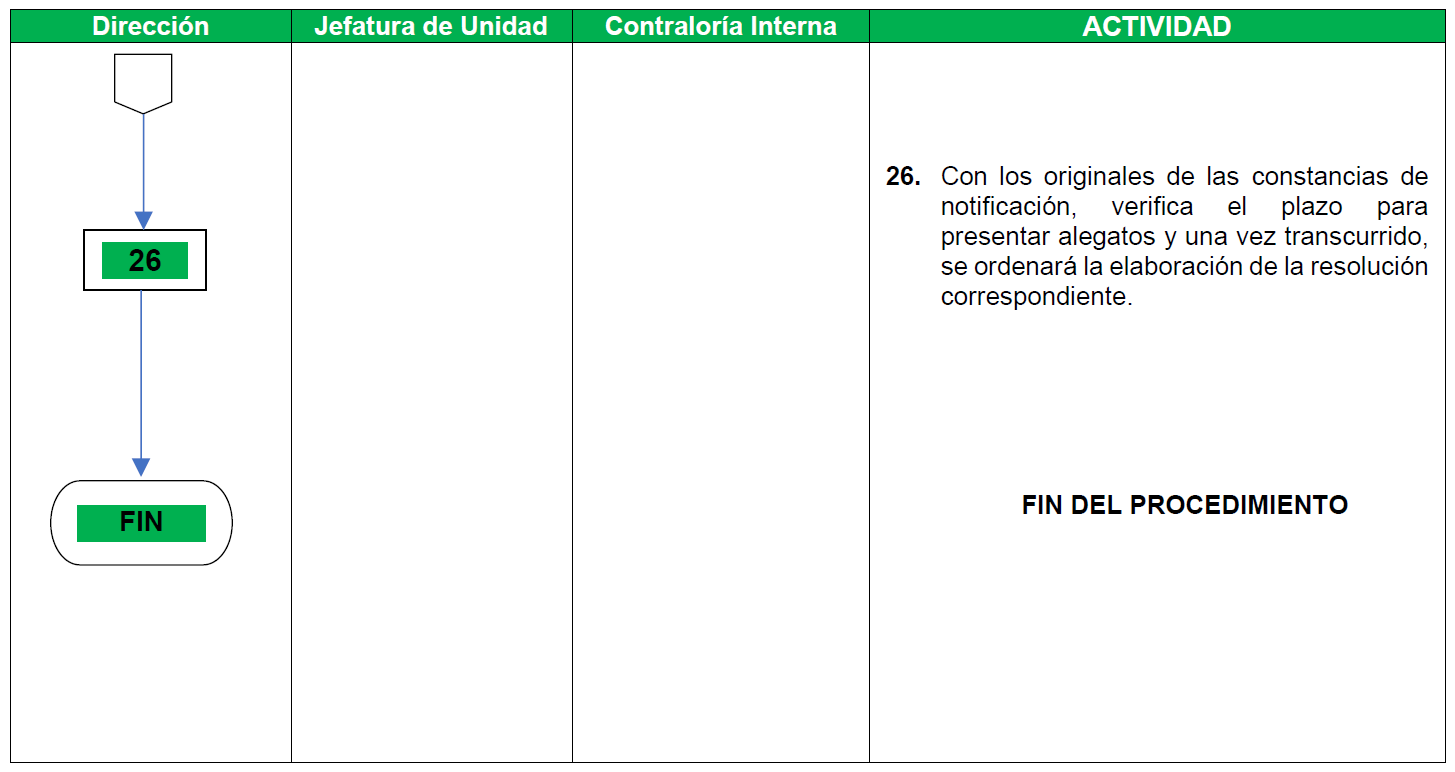 Dirección
Jefatura de Unidad
Contraloría Interna
ACTIVIDAD
26
26. Con los originales de las constancias de
notificación, verifica el plazo para
presentar alegatos y una vez transcurrido,
se ordenará la elaboración de la resolución
correspondiente.
FIN
FIN DEL PROCEDIMIENTO